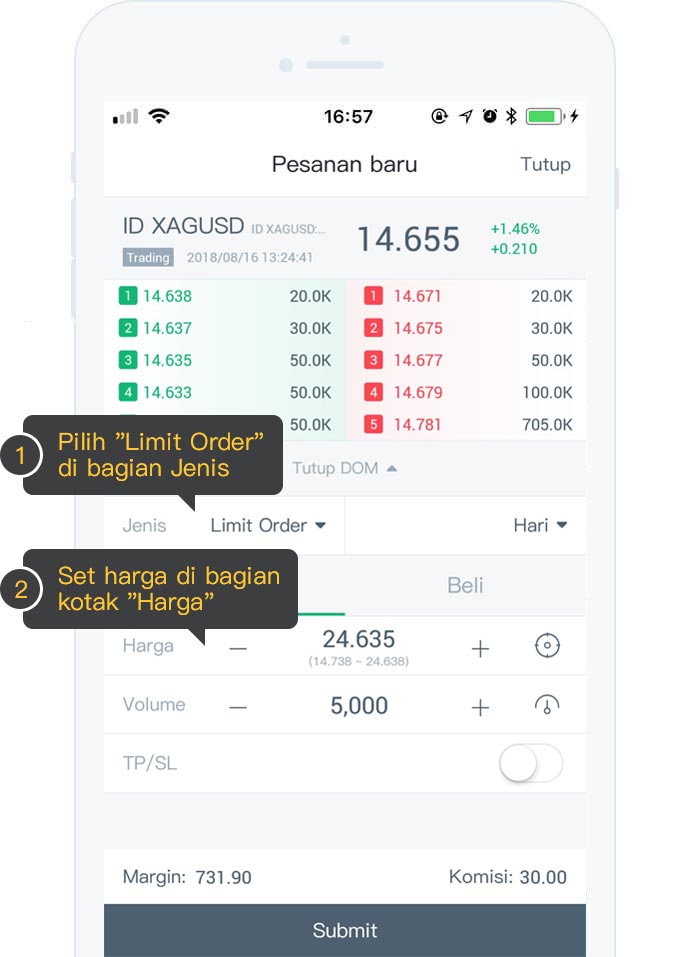 16:57
Pesanan baru
Tutup
ID XAGUSD ID XAGUSD:...
14.655
+1.46%
Trading 2018/08/16 13:24:41
+0.210
1 14.638 20.0K 1 14.671 20.0K
2 14.637 30.0K 2 14.675 30.0K
3 14.635 50.0K 3 14.677 50.0K
4 14.633 50.0K 4 14.679 100.0K
50.0K 5 14.781 705.0K
1 Pilih ”Limit Order”
di bagian Jenis
Tutup DOM
Jenis Limit Order Hari
2 Set harga di bagian
kotak ”Harga”
Beli
Harga — 24.635 +
(14.738 – 24.638)
Volume — 5,000 +
TP/SL
Margin: 731.90 Komisi: 30.00
Submit